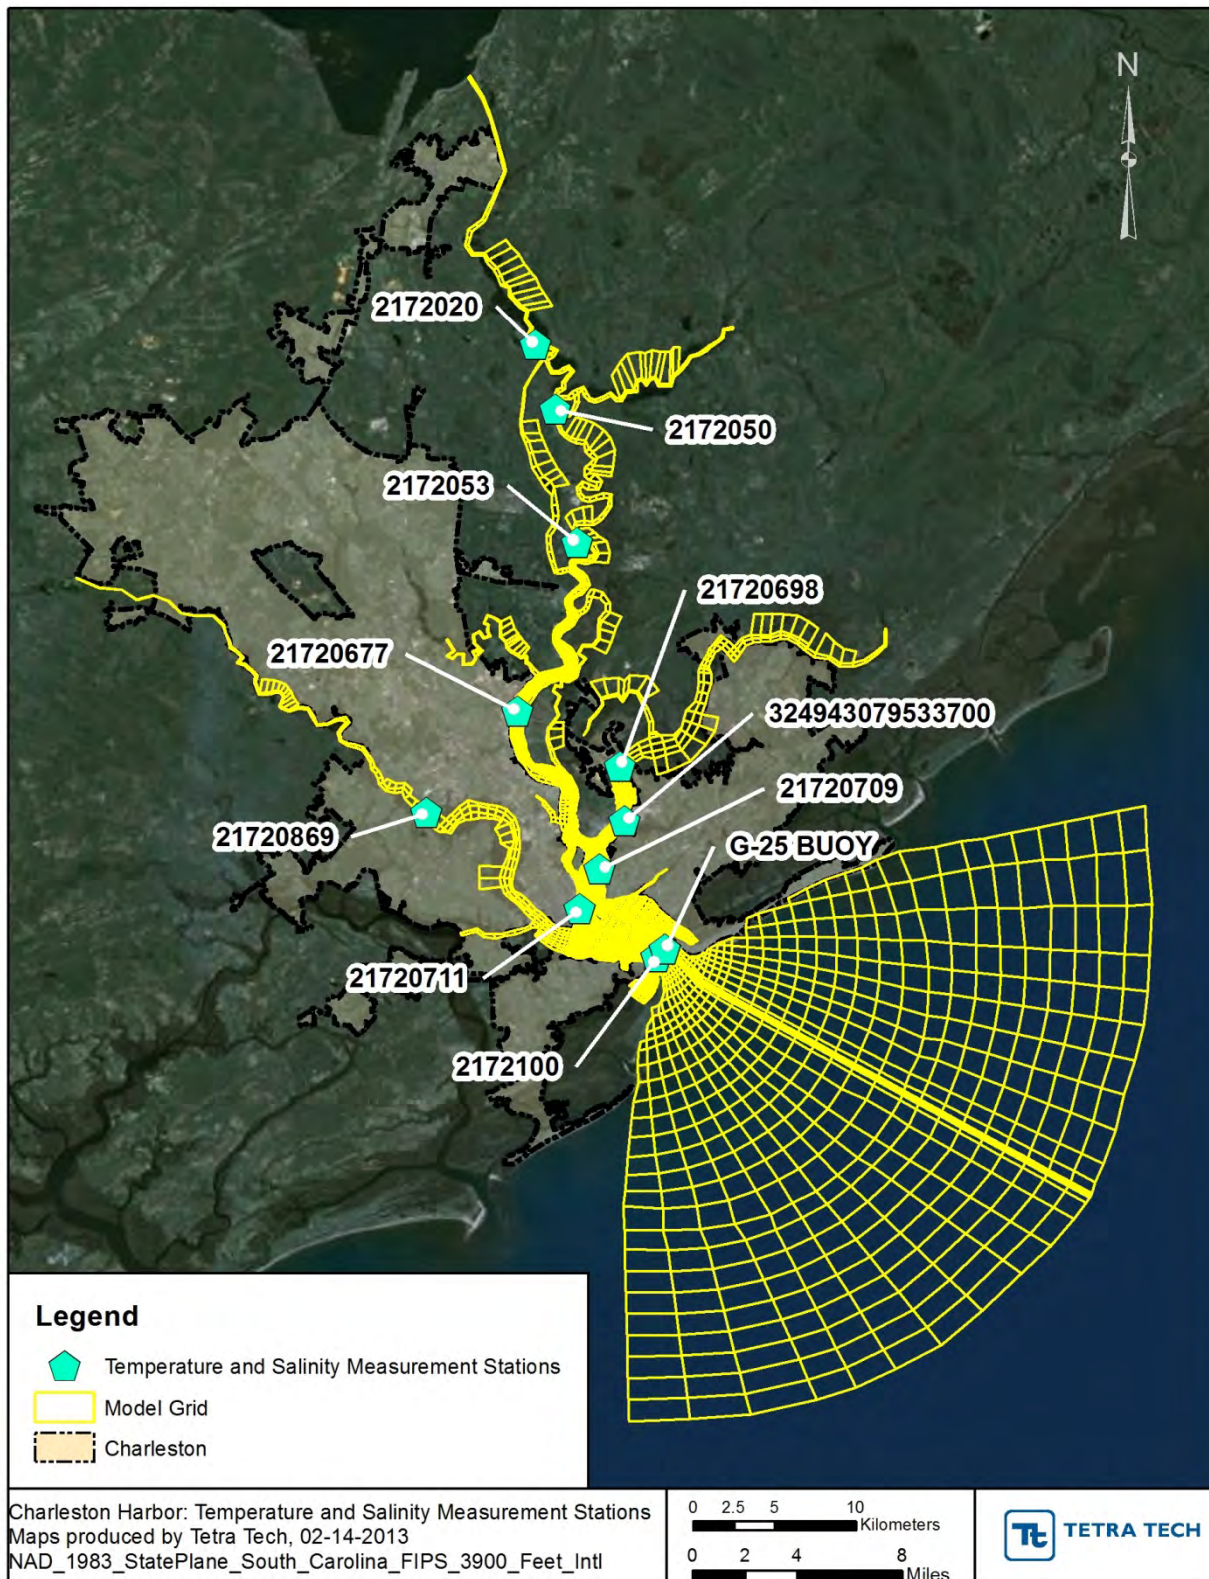 N
2172020
2172050
2172053
21720698
21720677
324943079533700
21720709
21720869
G-25 BUOY
21720711
2172100
Legend
Temperature and Salinity Measurement Stations
Model Grid
Charleston
Charleston Harbor: Temperature and Salinity Measurement Stations
Maps produced by Tetra Tech, 02-14-2013
NAD_1983_StatePlane_South_Carolina_FIPS_3900_Feet_Intl
0 2.5 5 10
Kilometers
0 2 4 8
Miles
Tt TETRA TECH